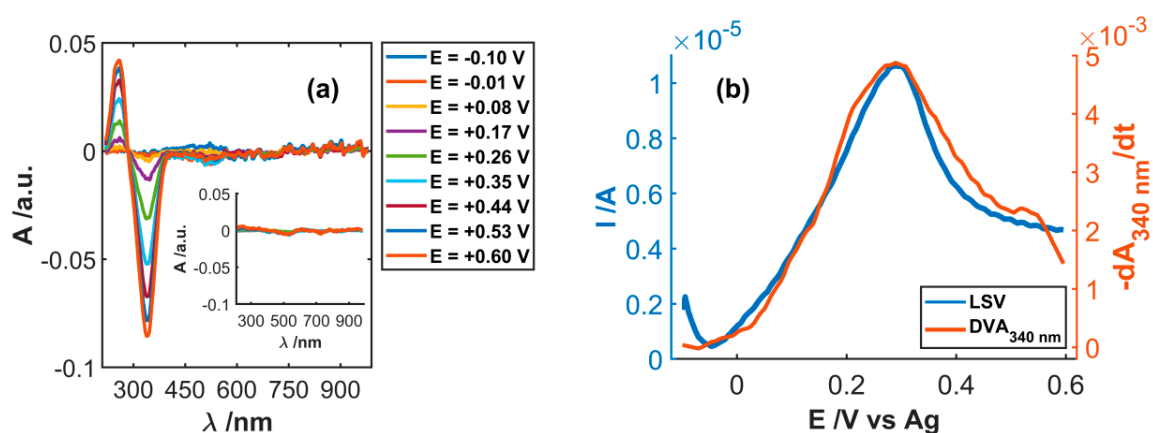 (a)
A /a.u.
0.05
0
-0.05
-0.1
300 450 600 750 900
λ /nm
A /a.u.
0.05
0
-0.05
-0.1
300 500 700 900
λ /nm
E = -0.10 V
E = -0.01 V
E = +0.08 V
E = +0.17 V
E = +0.26 V
E = +0.35 V
E = +0.44 V
E = +0.53 V
E = +0.60 V
(b)
×10⁻⁵
I /A
1
0.8
0.6
0.4
0.2
0
0 0.2 0.4 0.6
E /V vs Ag
×10⁻³
5
4
3
2
1
0
-dA₃₄₀ ₙₘ/dt
LSV
DVA₃₄₀ ₙₘ